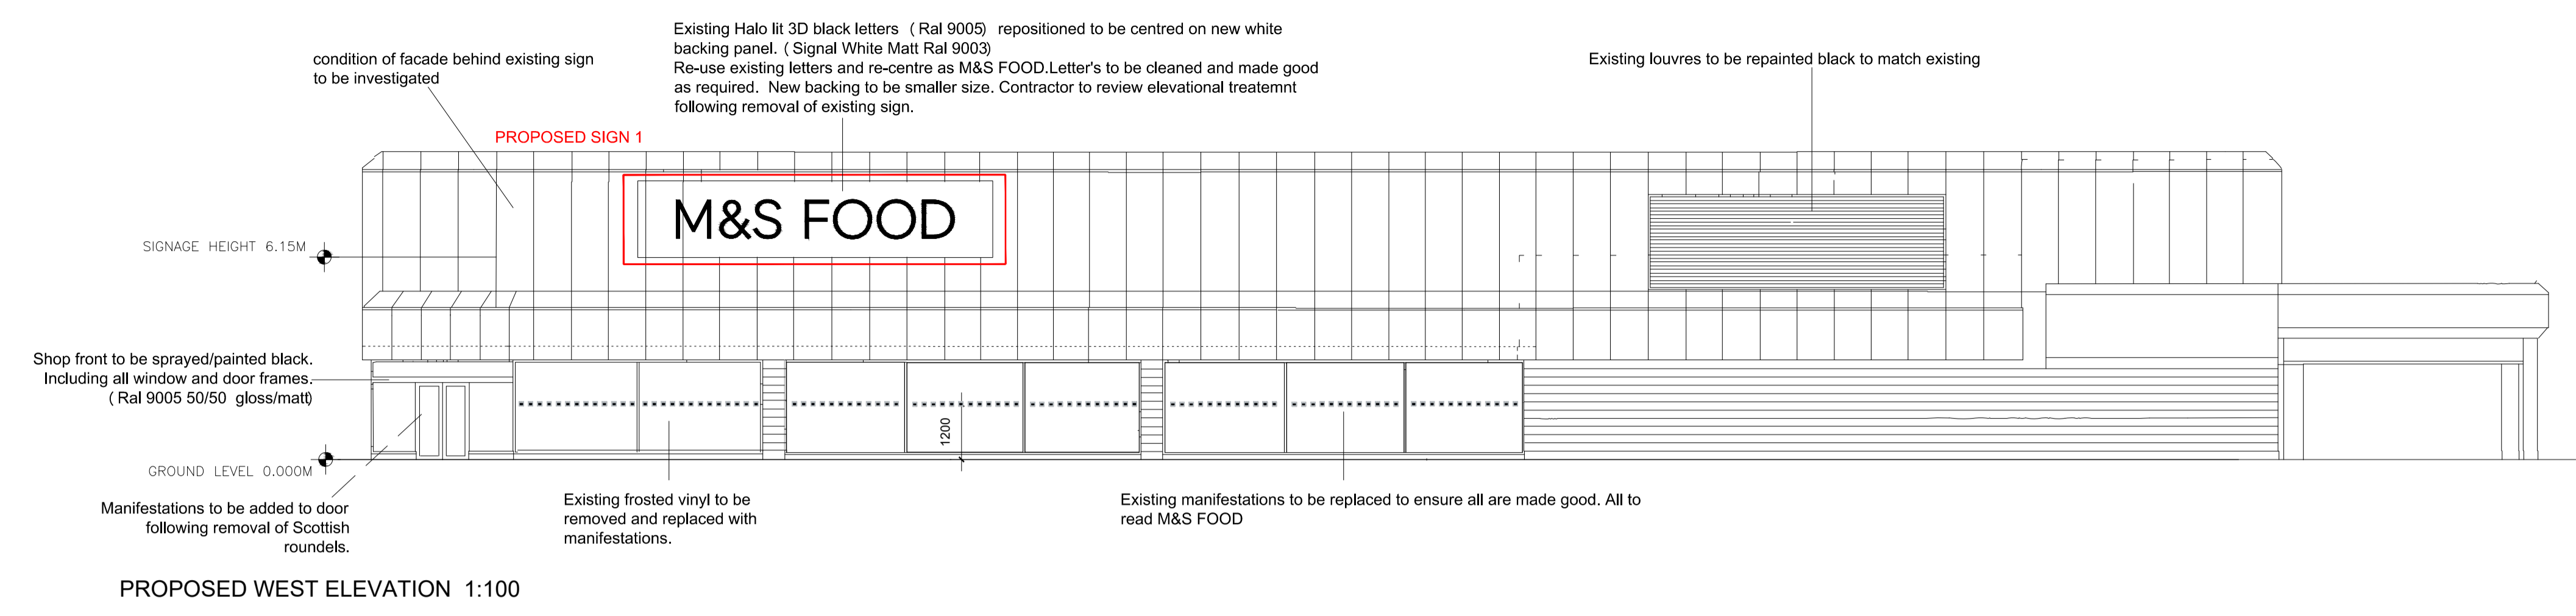 Existing Halo lit 3D black letters (Ral 9005) repositioned to be centred on new white
backing panel. (Signal White Matt Ral 9003)
Re-use existing letters and re-centre as M&S FOOD.Letter's to be cleaned and made good
as required. New backing to be smaller size. Contractor to review elevational treatemnt
following removal of existing sign.
condition of facade behind existing sign
to be investigated
Existing louvres to be repainted black to match existing
PROPOSED SIGN 1
M&S FOOD
SIGNAGE HEIGHT 6.15M
Shop front to be sprayed/painted black.
Including all window and door frames.
(Ral 9005 50/50 gloss/matt)
1200
GROUND LEVEL 0.000M
Manifestations to be added to door
following removal of Scottish
roundels.
Existing frosted vinyl to be
removed and replaced with
manifestations.
Existing manifestations to be replaced to ensure all are made good. All to
read M&S FOOD
PROPOSED WEST ELEVATION 1:100